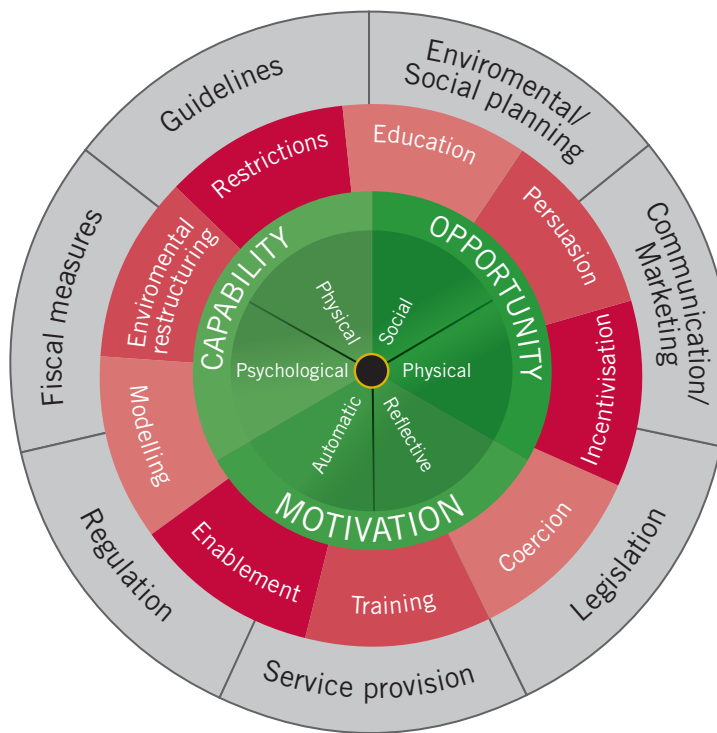 Guidelines
Enviromental/
Social planning
Communication/
Marketing
Legislation
Service provision
Regulation
Fiscal measures
Restrictions
Education
Persuasion
Incentivisation
Coercion
Training
Enablement
Modelling
Enviromental
restructuring
CAPABILITY
OPPORTUNITY
MOTIVATION
Physical
Social
Physical
Reflective
Automatic
Psychological